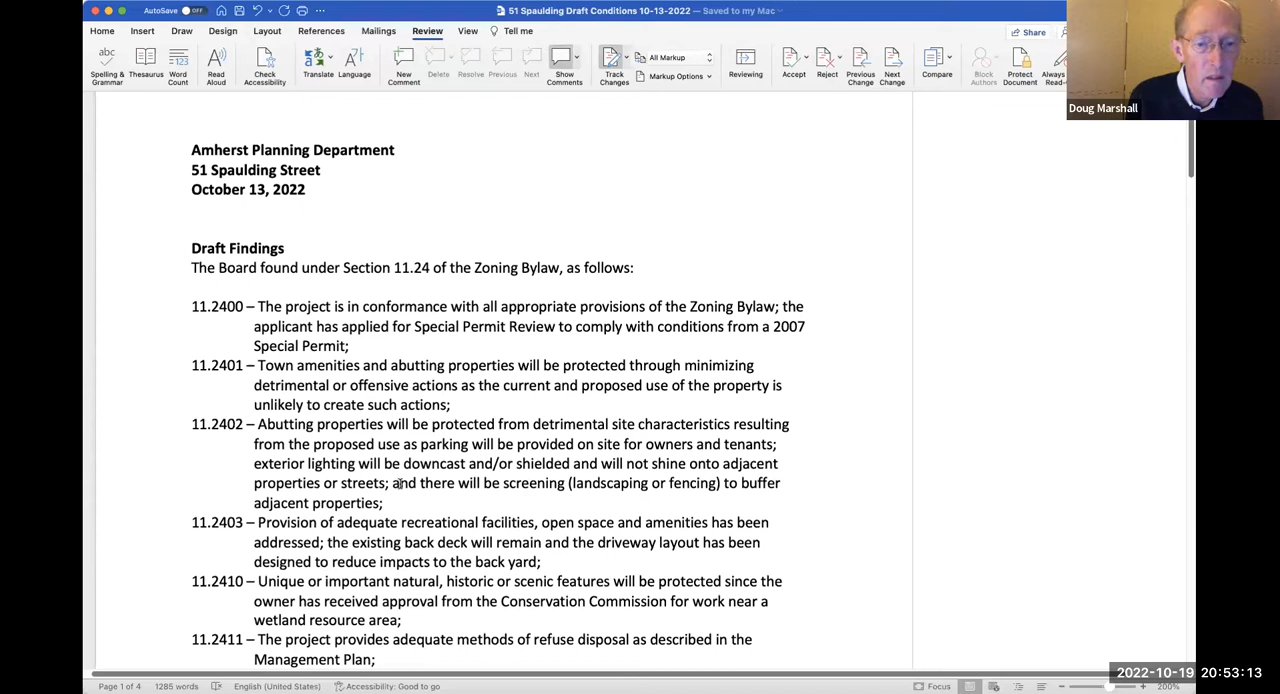 AutoSave OFF
51 Spaulding Draft Conditions 10-13-2022 — Saved to my Mac
Home Insert Draw Design Layout References Mailings Review View Tell me
Share
Spelling & Grammar
Thesaurus
Word Count
Read Aloud
Check Accessibility
Translate
Language
New Comment
Delete
Resolve
Previous
Next
Show Comments
Track Changes
All Markup
Markup Options
Reviewing
Accept
Reject
Previous Change
Next Change
Compare
Block Authors
Protect Document
Always
Read-
Doug Marshall
Amherst Planning Department
51 Spaulding Street
October 13, 2022
Draft Findings
The Board found under Section 11.24 of the Zoning Bylaw, as follows:
11.2400 – The project is in conformance with all appropriate provisions of the Zoning Bylaw; the
applicant has applied for Special Permit Review to comply with conditions from a 2007
Special Permit;
11.2401 – Town amenities and abutting properties will be protected through minimizing
detrimental or offensive actions as the current and proposed use of the property is
unlikely to create such actions;
11.2402 – Abutting properties will be protected from detrimental site characteristics resulting
from the proposed use as parking will be provided on site for owners and tenants;
exterior lighting will be downcast and/or shielded and will not shine onto adjacent
properties or streets; and there will be screening (landscaping or fencing) to buffer
adjacent properties;
11.2403 – Provision of adequate recreational facilities, open space and amenities has been
addressed; the existing back deck will remain and the driveway layout has been
designed to reduce impacts to the back yard;
11.2410 – Unique or important natural, historic or scenic features will be protected since the
owner has received approval from the Conservation Commission for work near a
wetland resource area;
11.2411 – The project provides adequate methods of refuse disposal as described in the
Management Plan;
Page 1 of 4 1285 words English (United States) Accessibility: Good to go Focus 200%
2022-10-19 20:53:13